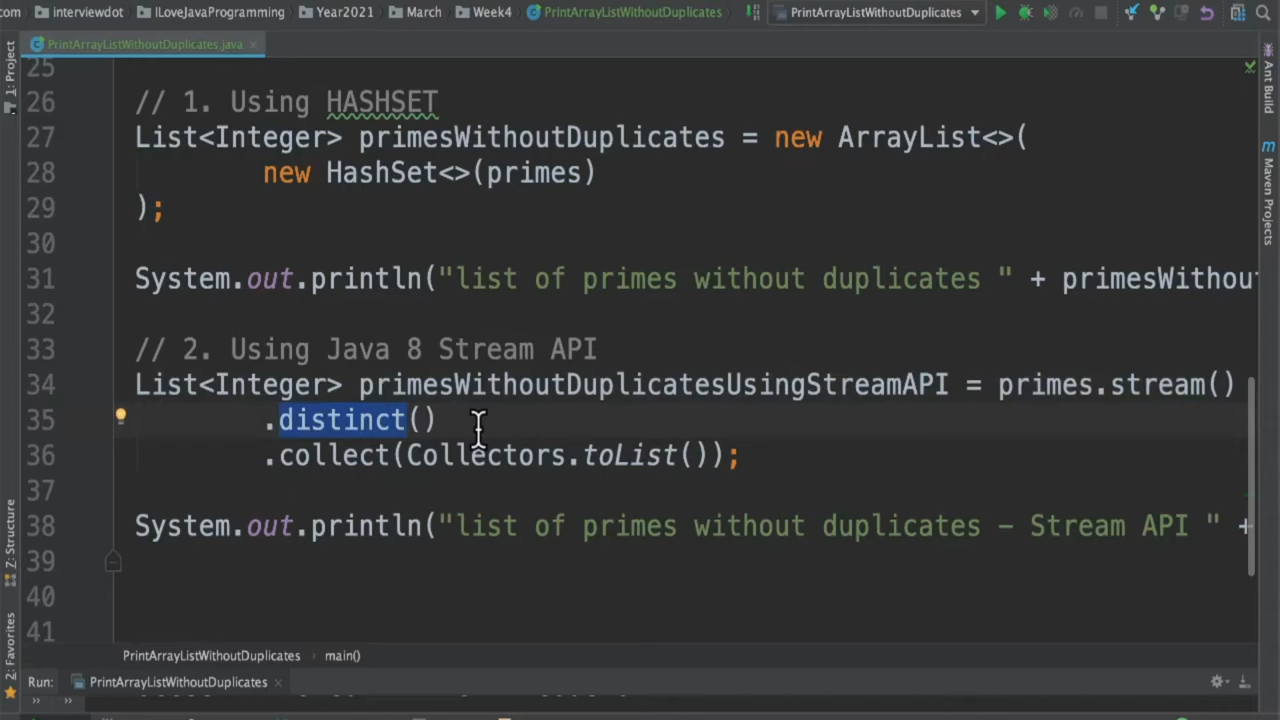 com interviewdot ILoveJavaProgramming Year2021 March Week4 PrintArrayListWithoutDuplicates PrintArrayListWithoutDuplicates
PrintArrayListWithoutDuplicates.java
1: Project
Ant Build
Maven Projects
25
26 // 1. Using HASHSET
27 List<Integer> primesWithoutDuplicates = new ArrayList<>(
28 new HashSet<>(primes)
29 );
30
31 System.out.println("list of primes without duplicates " + primesWithou
32
33 // 2. Using Java 8 Stream API
34 List<Integer> primesWithoutDuplicatesUsingStreamAPI = primes.stream()
35 .distinct()
36 .collect(Collectors.toList());
37
38 System.out.println("list of primes without duplicates - Stream API " +
39
40
41
Z: Structure
2: Favorites
PrintArrayListWithoutDuplicates › main()
Run: PrintArrayListWithoutDuplicates